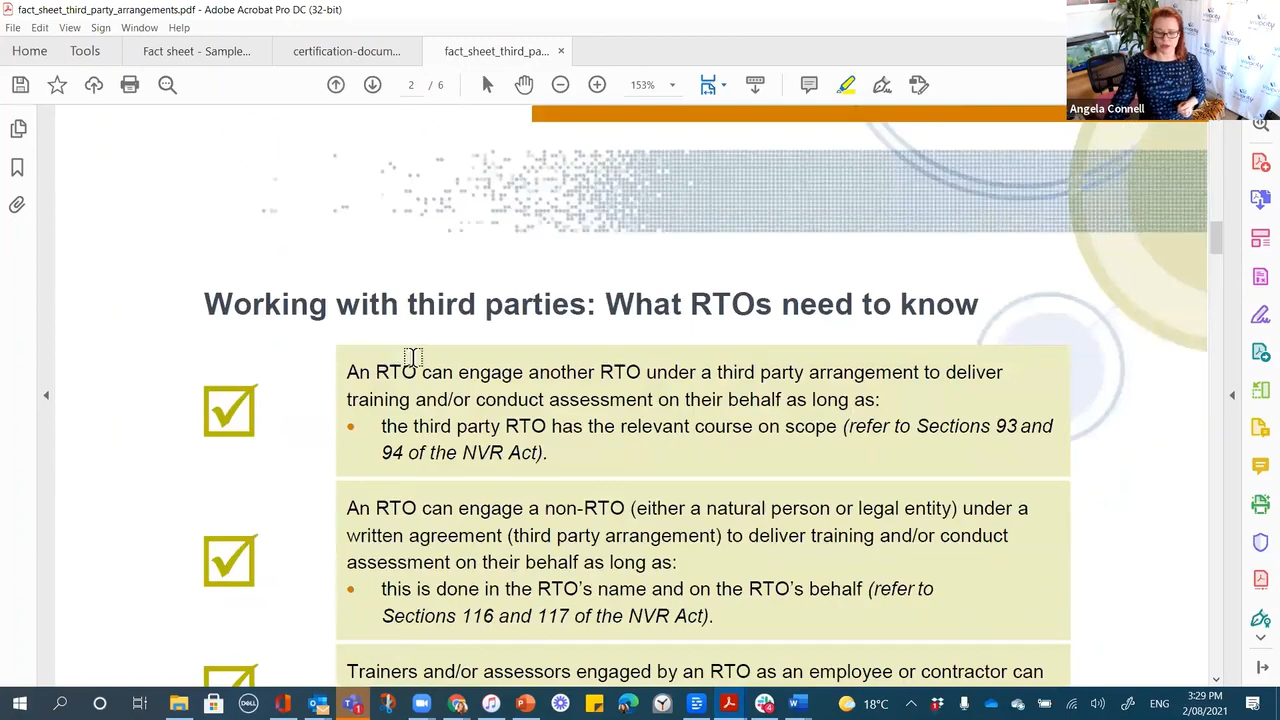 fact_sheet_third_party_arrangements.pdf - Adobe Acrobat Pro DC (32-bit)
File Edit View Sign Window Help
Home Tools Fact sheet - Sample... Certification-docum... fact_sheet_third_p... ×
2 / 6 153%
Angela Connell
Working with third parties: What RTOs need to know
An RTO can engage another RTO under a third party arrangement to deliver
training and/or conduct assessment on their behalf as long as:
• the third party RTO has the relevant course on scope (refer to Sections 93 and
94 of the NVR Act).
An RTO can engage a non-RTO (either a natural person or legal entity) under a
written agreement (third party arrangement) to deliver training and/or conduct
assessment on their behalf as long as:
• this is done in the RTO's name and on the RTO's behalf (refer to
Sections 116 and 117 of the NVR Act).
Trainers and/or assessors engaged by an RTO as an employee or contractor can
18°C ENG 3:29 PM
2/08/2021